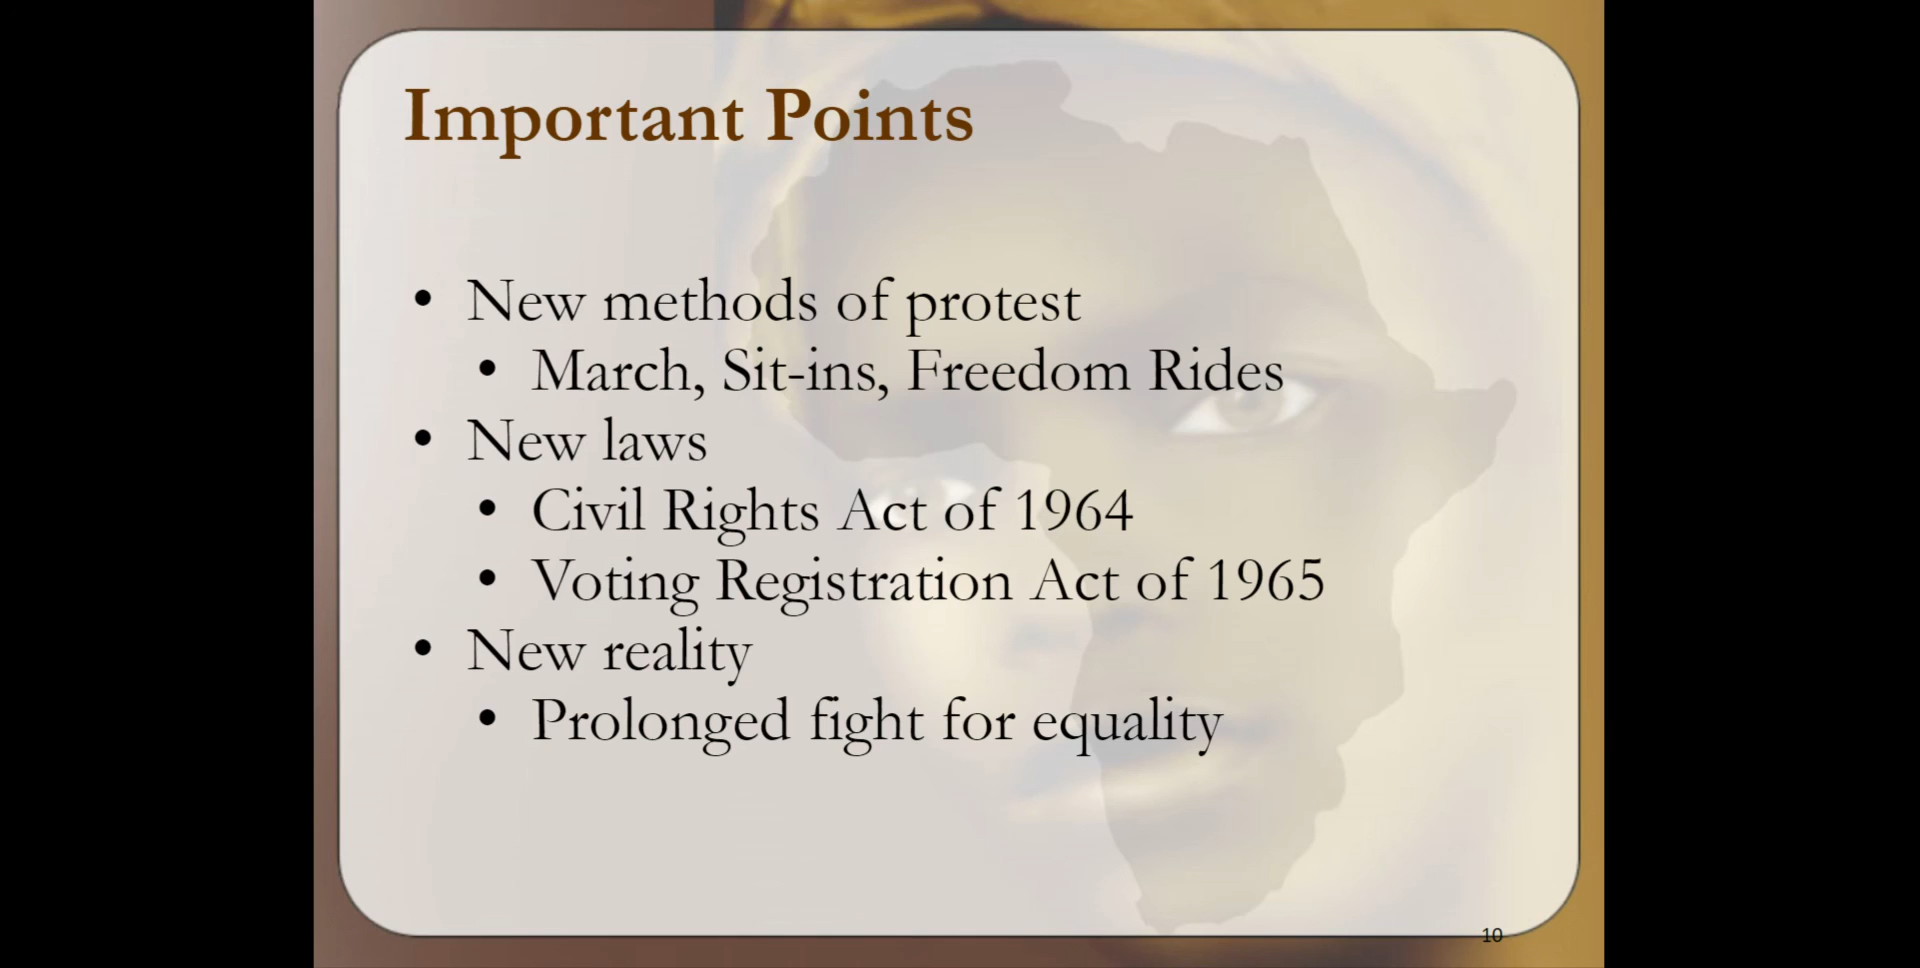 Important Points
• New methods of protest
• March, Sit-ins, Freedom Rides
• New laws
• Civil Rights Act of 1964
• Voting Registration Act of 1965
• New reality
• Prolonged fight for equality
10